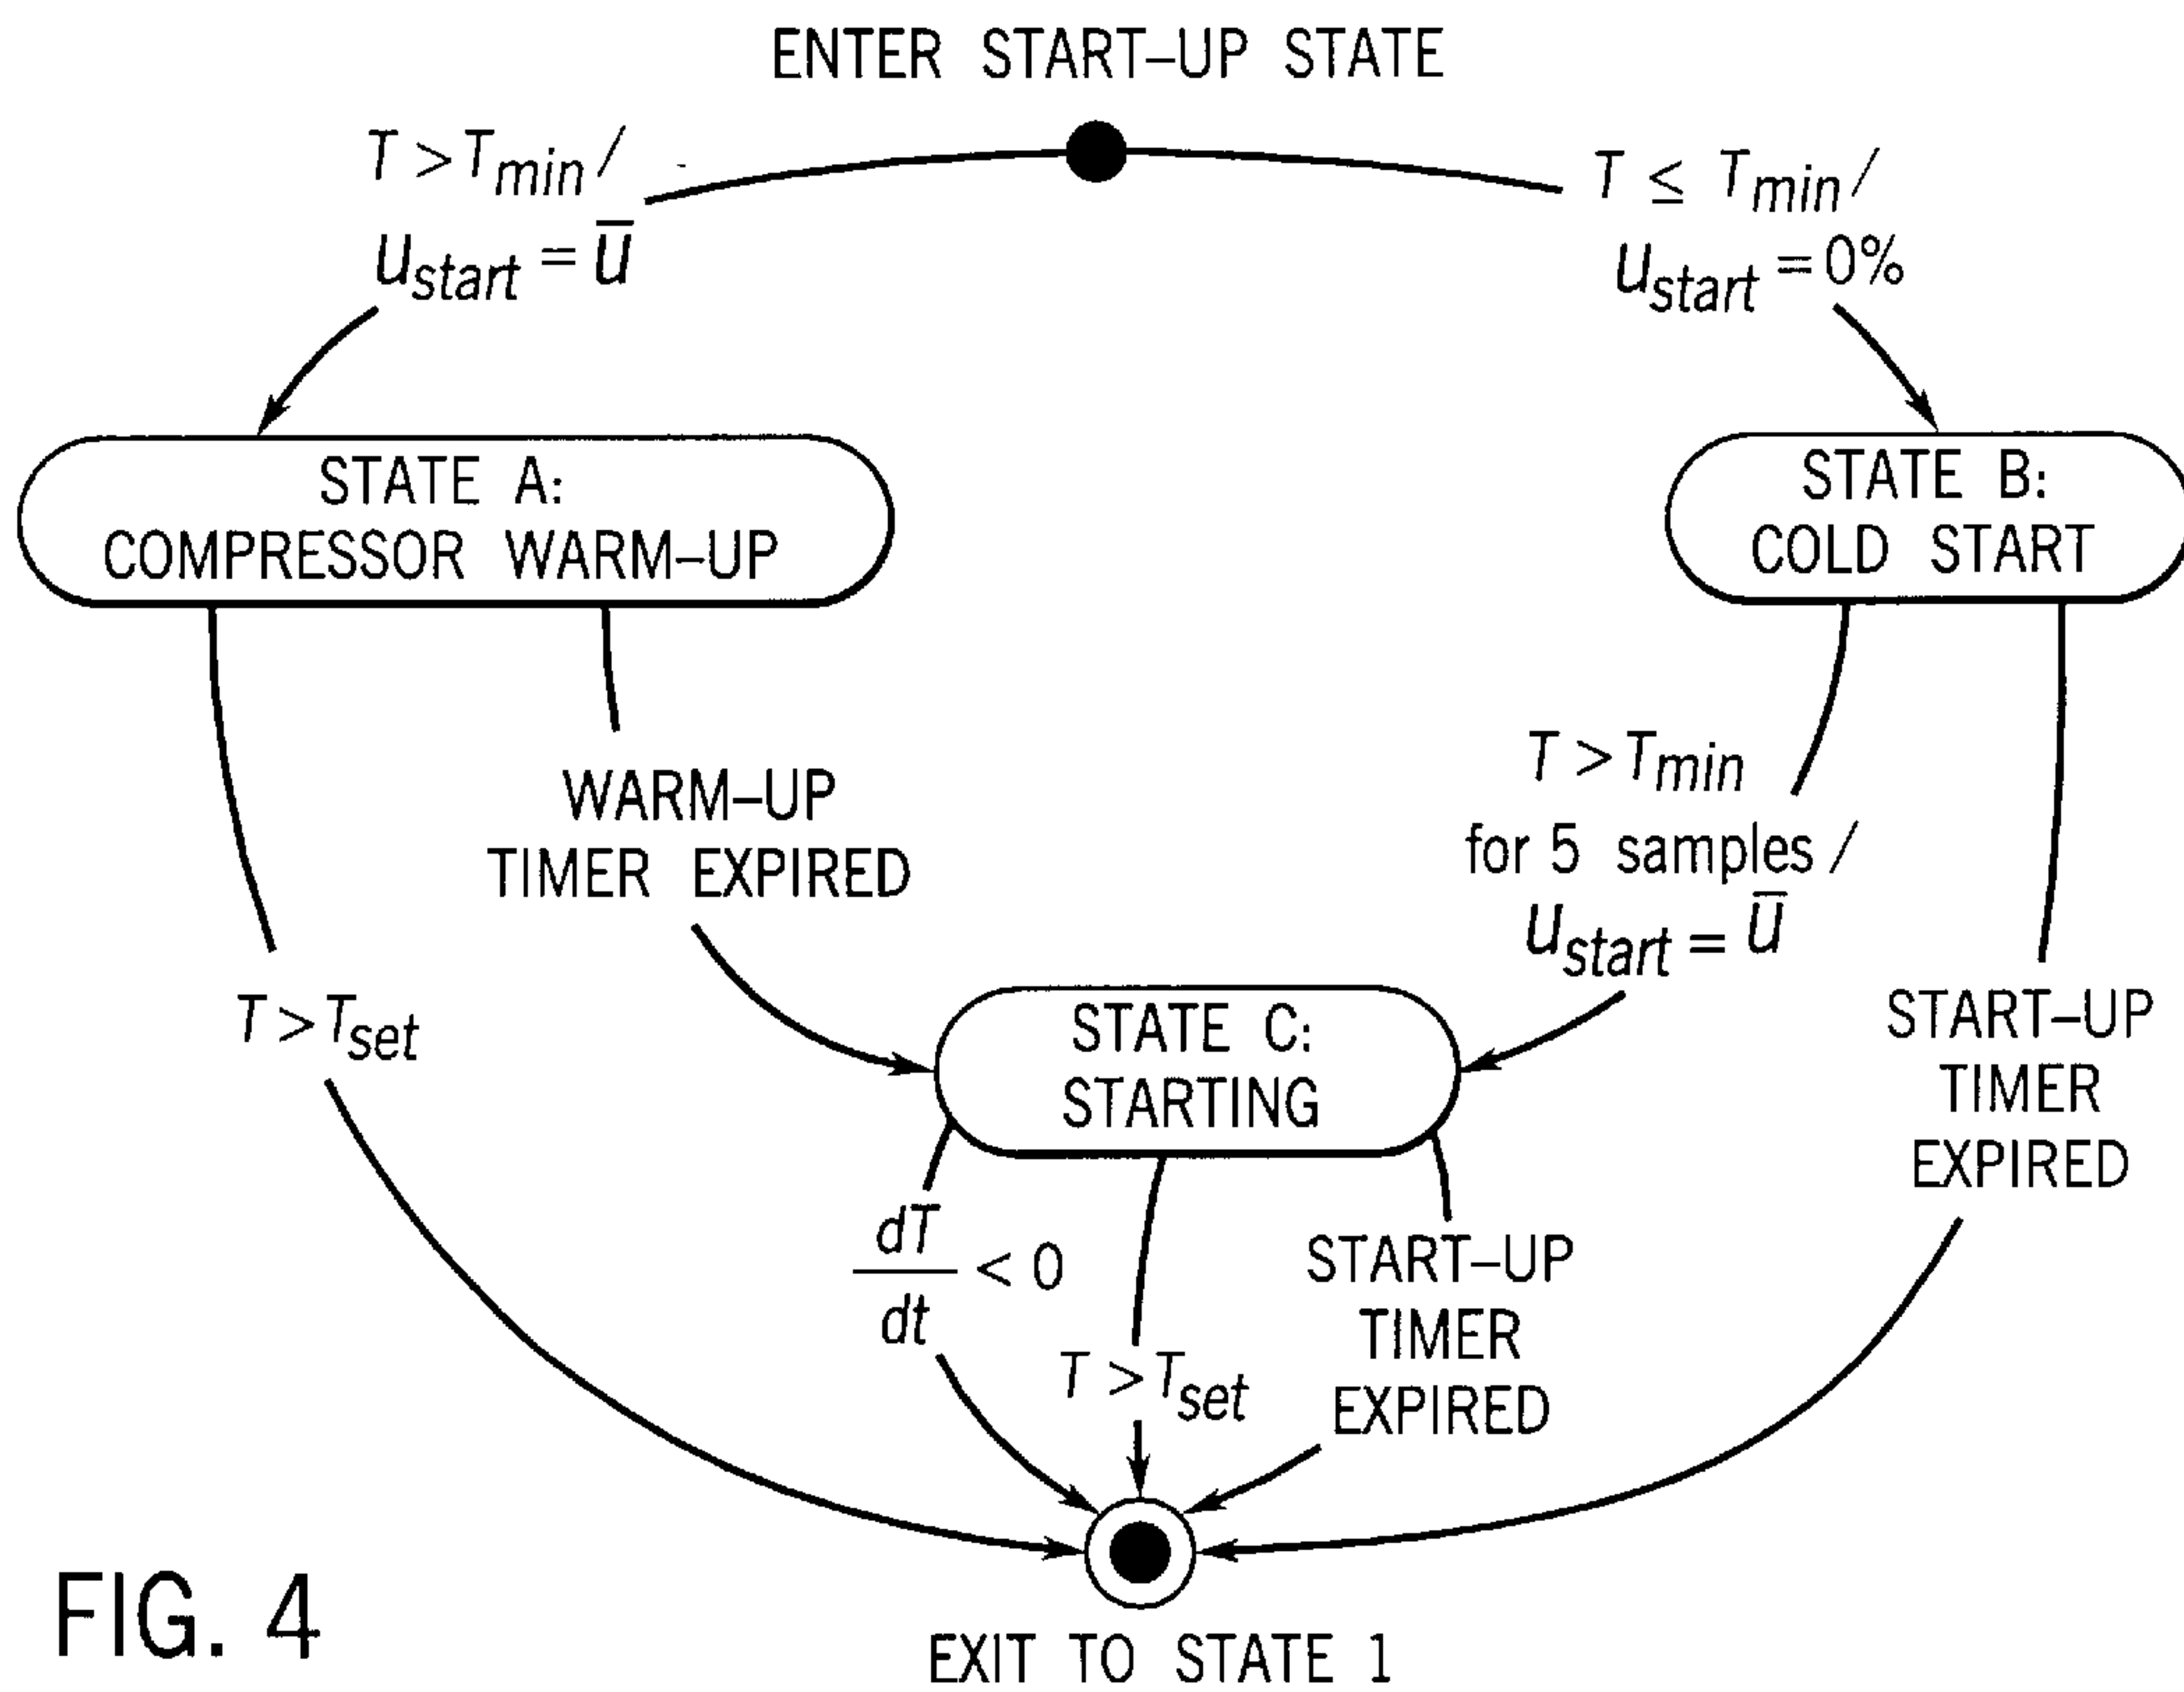 ENTER START–UP STATE
T > Tmin /
ustart = u̅
T ≤ Tmin /
ustart = 0%
STATE A:
COMPRESSOR WARM–UP
STATE B:
COLD START
WARM–UP
TIMER EXPIRED
T > Tmin
for 5 samples /
ustart = u̅
T > Tset
STATE C:
STARTING
START–UP
TIMER
EXPIRED
dT
< 0
dt
T > Tset
START–UP
TIMER
EXPIRED
FIG. 4
EXIT TO STATE 1